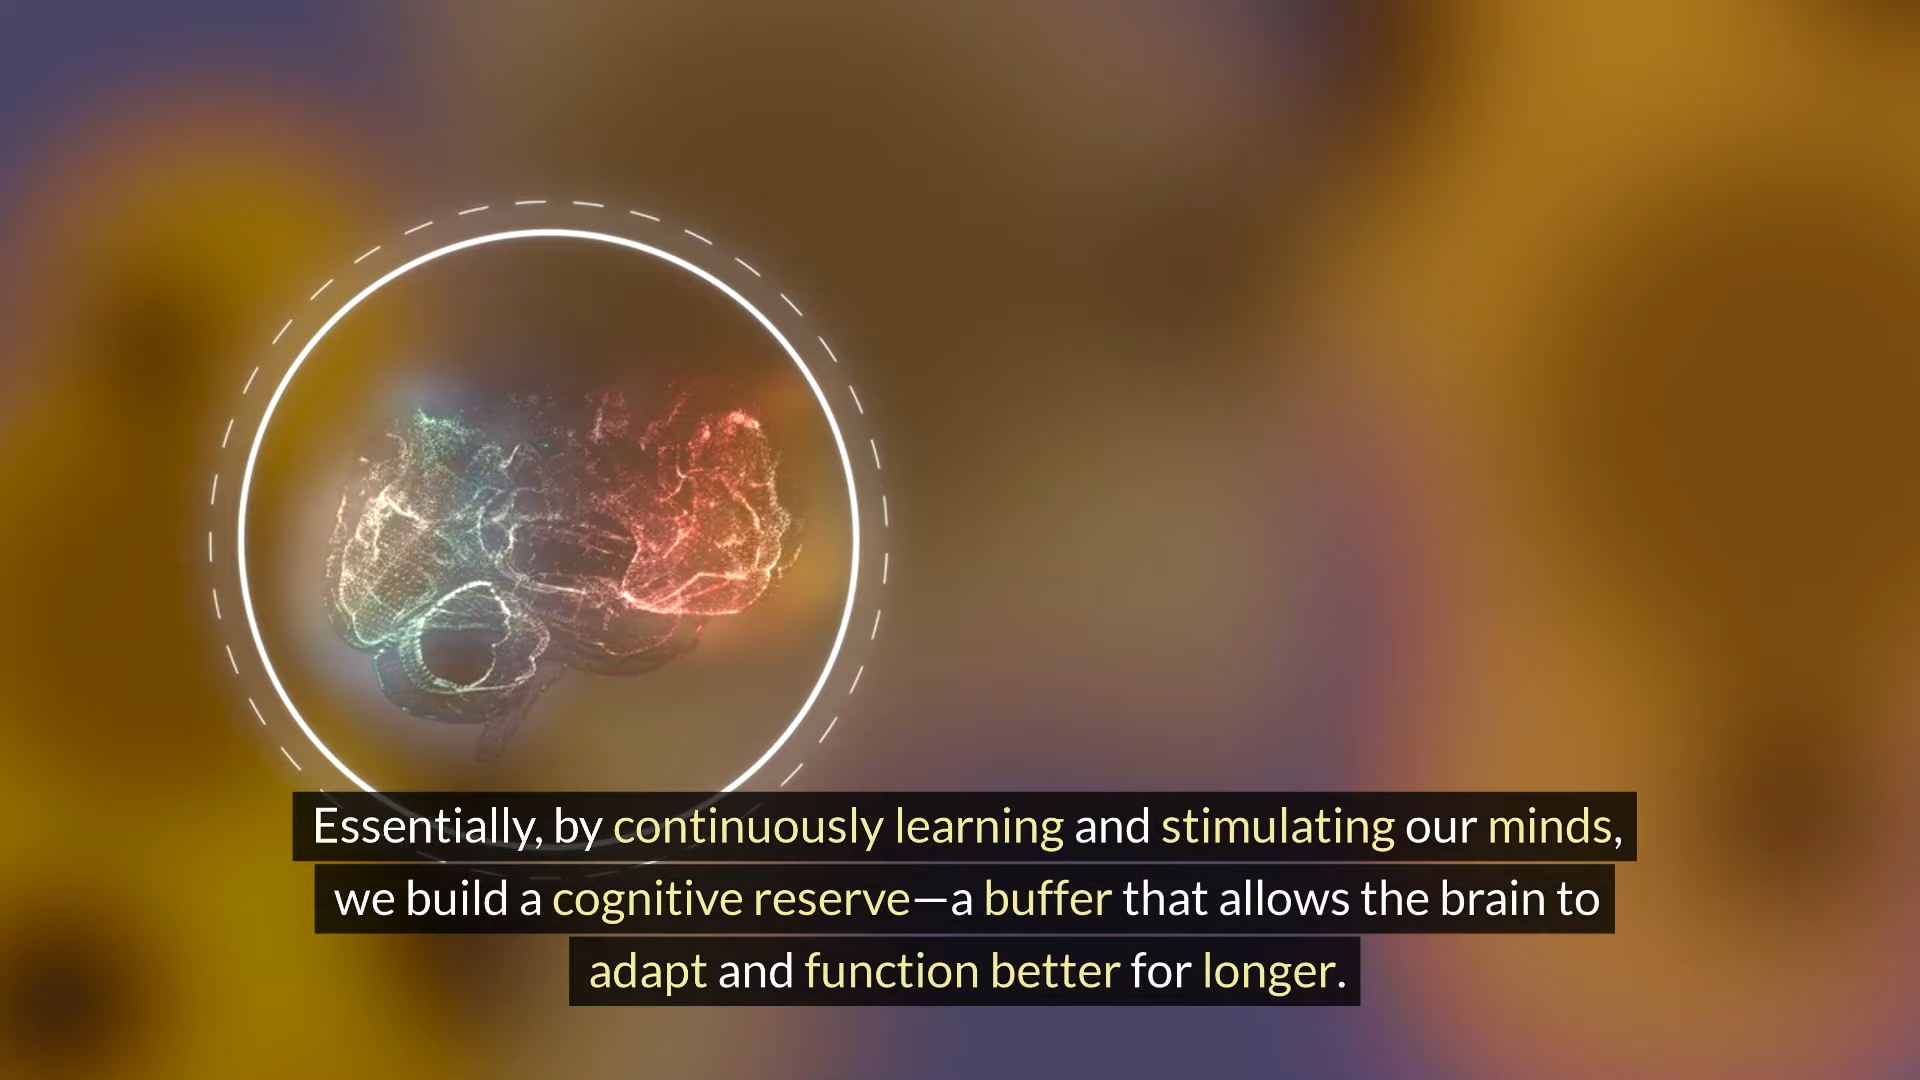 Essentially, by continuously learning and stimulating our minds,
we build a cognitive reserve—a buffer that allows the brain to
adapt and function better for longer.